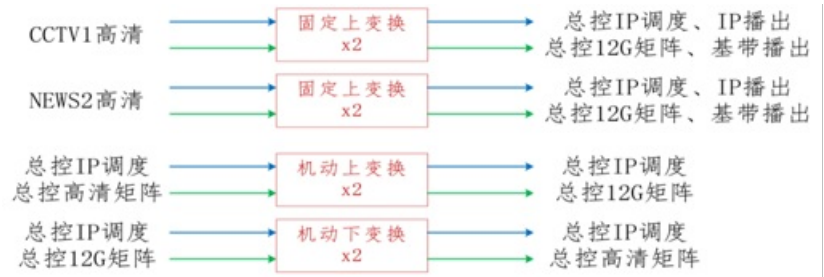 CCTV1高清
固定上变换
x2
总控IP调度、IP播出
总控12G矩阵、基带播出
NEWS2高清
固定上变换
x2
总控IP调度、IP播出
总控12G矩阵、基带播出
总控IP调度
总控高清矩阵
机动上变换
x2
总控IP调度
总控12G矩阵
总控IP调度
总控12G矩阵
机动下变换
x2
总控IP调度
总控高清矩阵